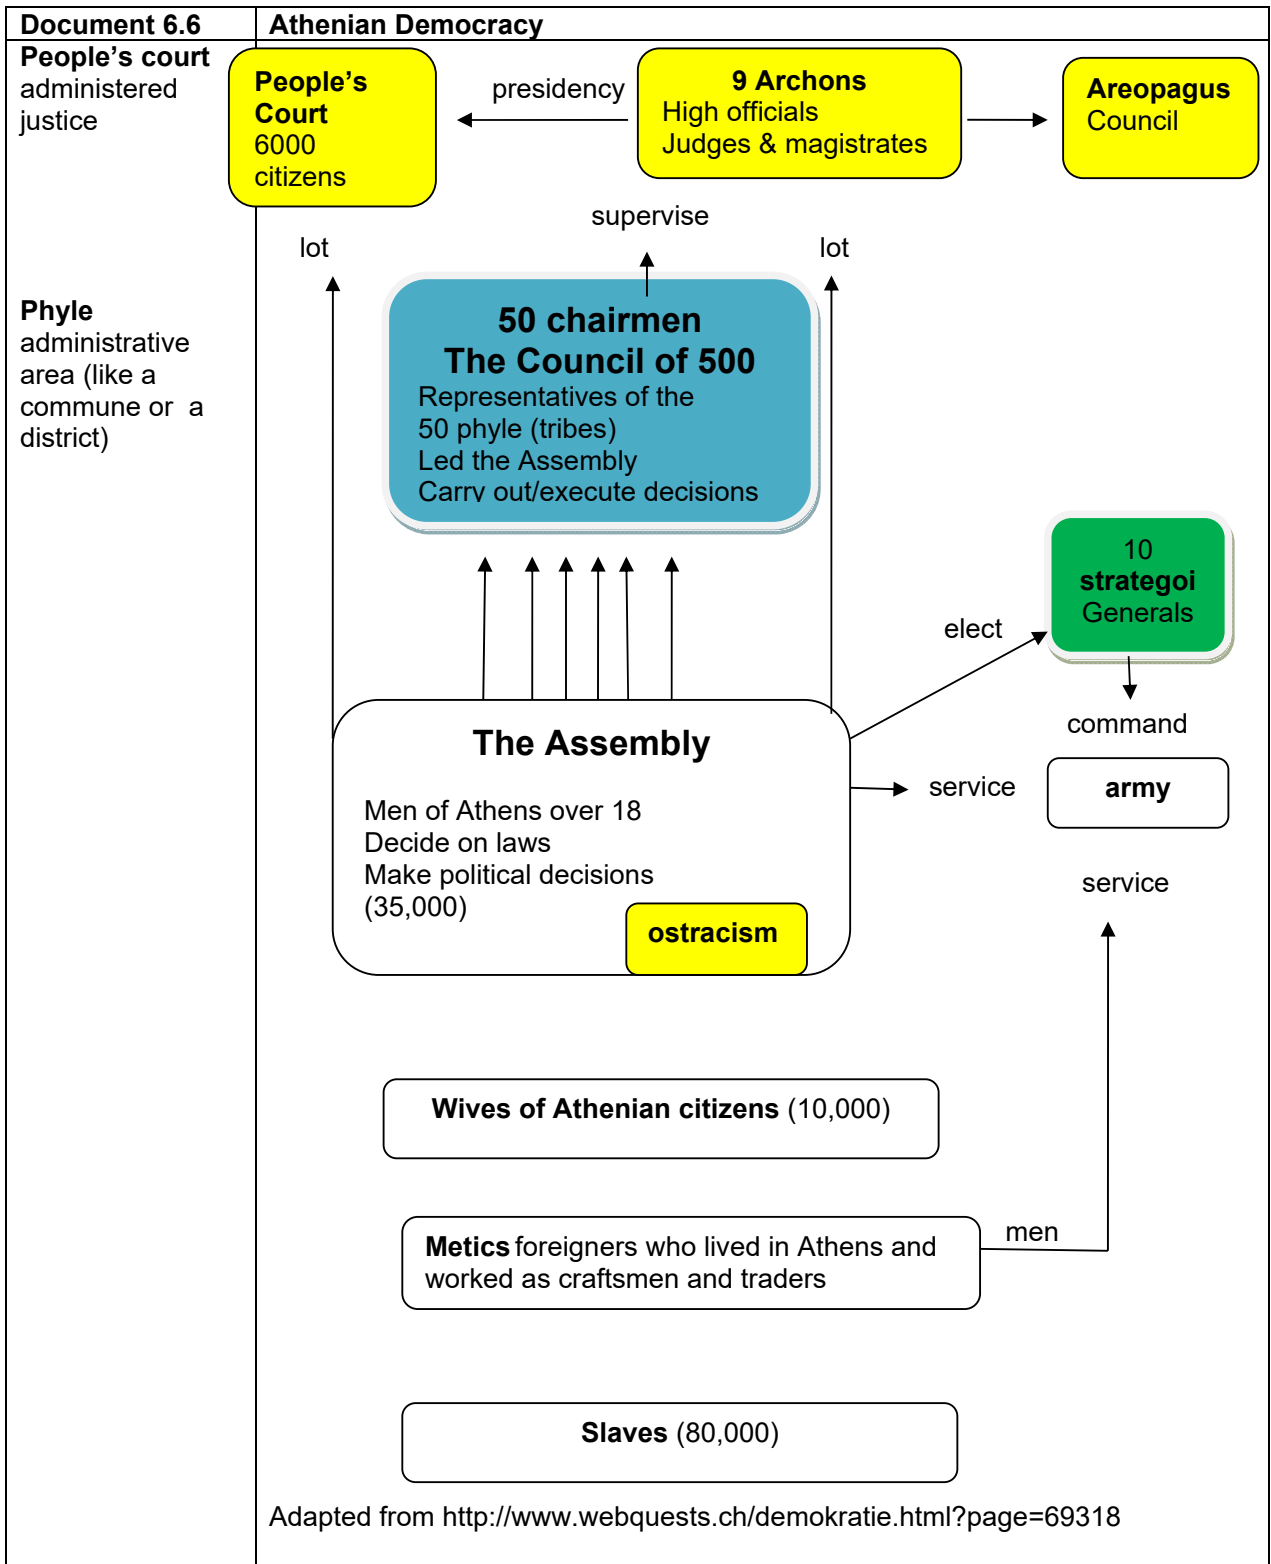 Document 6.6
Athenian Democracy
People's court
administered
justice
Phyle
administrative
area (like a
commune or a
district)
People's
Court
6000
citizens
presidency
9 Archons
High officials
Judges & magistrates
Areopagus
Council
supervise
lot
lot
50 chairmen
The Council of 500
Representatives of the
50 phyle (tribes)
Led the Assembly
Carry out/execute decisions
10
strategoi
Generals
elect
command
The Assembly
Men of Athens over 18
Decide on laws
Make political decisions
(35,000)
ostracism
service
army
service
Wives of Athenian citizens (10,000)
Metics foreigners who lived in Athens and
worked as craftsmen and traders
men
Slaves (80,000)
Adapted from http://www.webquests.ch/demokratie.html?page=69318